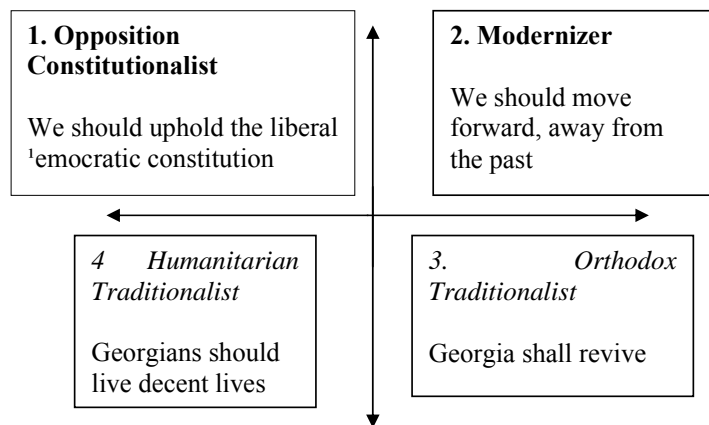 1. Opposition
Constitutionalist
We should uphold the liberal
¹emocratic constitution
2. Modernizer
We should move
forward, away from
the past
4 Humanitarian
Traditionalist
Georgians should
live decent lives
3. Orthodox
Traditionalist
Georgia shall revive